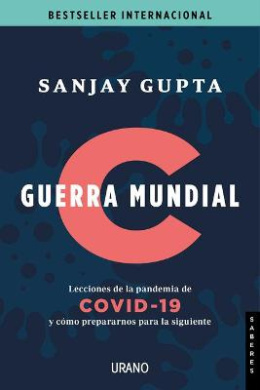 BESTSELLER INTERNACIONAL
SANJAY GUPTA
C
GUERRA MUNDIAL
Lecciones de la pandemia de
COVID-19
y cómo prepararnos para la siguiente
SABERES
URANO